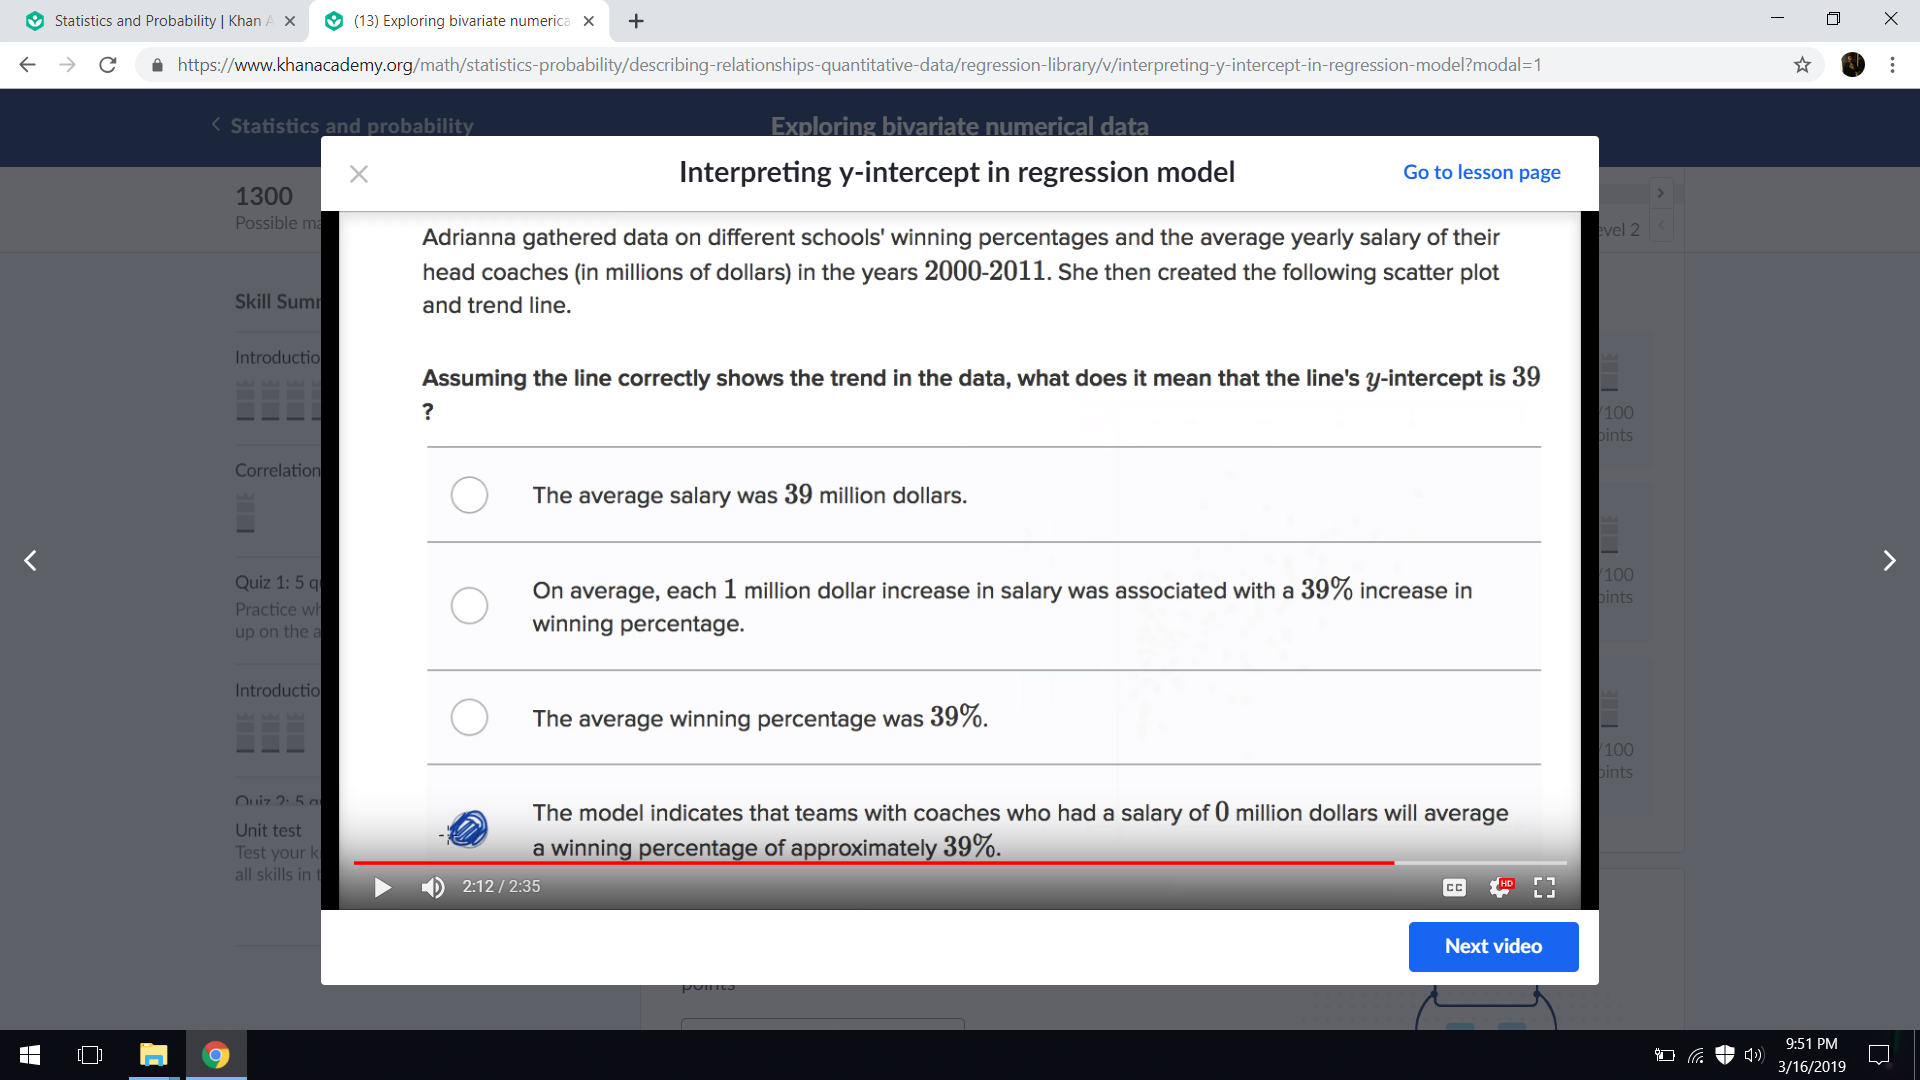 Statistics and Probability | Khan A
(13) Exploring bivariate numerica
https://www.khanacademy.org/math/statistics-probability/describing-relationships-quantitative-data/regression-library/v/interpreting-y-intercept-in-regression-model?modal=1
Statistics and probability
Exploring bivariate numerical data
Interpreting y-intercept in regression model
Go to lesson page
1300
Possible ma
evel 2
Adrianna gathered data on different schools' winning percentages and the average yearly salary of their
head coaches (in millions of dollars) in the years 2000-2011. She then created the following scatter plot
and trend line.
Skill Summ
Introductio
Assuming the line correctly shows the trend in the data, what does it mean that the line's y-intercept is 39
?
/100
oints
Correlation
The average salary was 39 million dollars.
On average, each 1 million dollar increase in salary was associated with a 39% increase in
winning percentage.
Quiz 1: 5 qu
Practice wh
up on the a
/100
oints
Introductio
The average winning percentage was 39%.
/100
oints
Quiz 2: 5 qu
Unit test
Test your k
all skills in t
The model indicates that teams with coaches who had a salary of 0 million dollars will average
a winning percentage of approximately 39%.
2:12 / 2:35
CC
HD
Next video
points
9:51 PM
3/16/2019